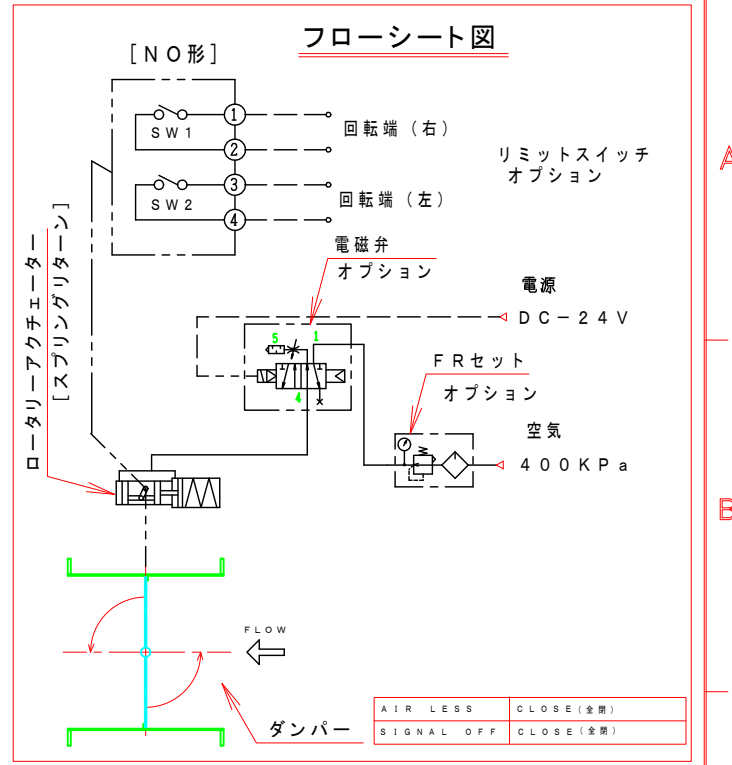 フローシート図
[NO形]
1
SW1
2
回転端(右)
3
SW2
4
回転端(左)
リミットスイッチ
オプション
ロータリーアクチェーター
[スプリングリターン]
電磁弁
オプション
電源
DC-24V
5
1
4
FRセット
オプション
空気
400KPa
FLOW
ダンパー
AIR LESS CLOSE(全閉)
SIGNAL OFF CLOSE(全閉)
A
B